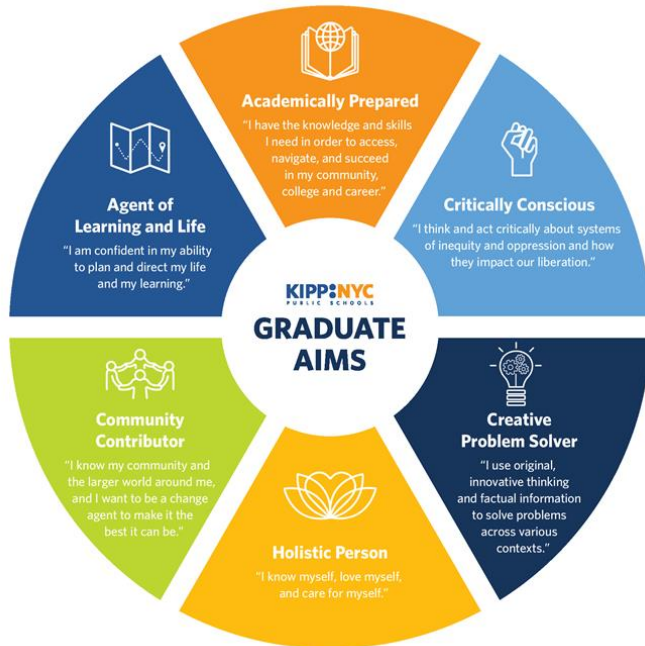 Academically Prepared
“I have the knowledge and skills
I need in order to access,
navigate, and succeed
in my community,
college and career.”
Critically Conscious
“I think and act critically about systems
of inequity and oppression and how
they impact our liberation.”
Creative
Problem Solver
“I use original,
innovative thinking
and factual information
to solve problems
across various
contexts.”
Holistic Person
“I know myself, love myself,
and care for myself.”
Community
Contributor
“I know my community and
the larger world around me,
and I want to be a change
agent to make it the
best it can be.”
Agent of
Learning and Life
“I am confident in my ability
to plan and direct my life
and my learning.”
KIPP:NYC
PUBLIC SCHOOLS
GRADUATE
AIMS